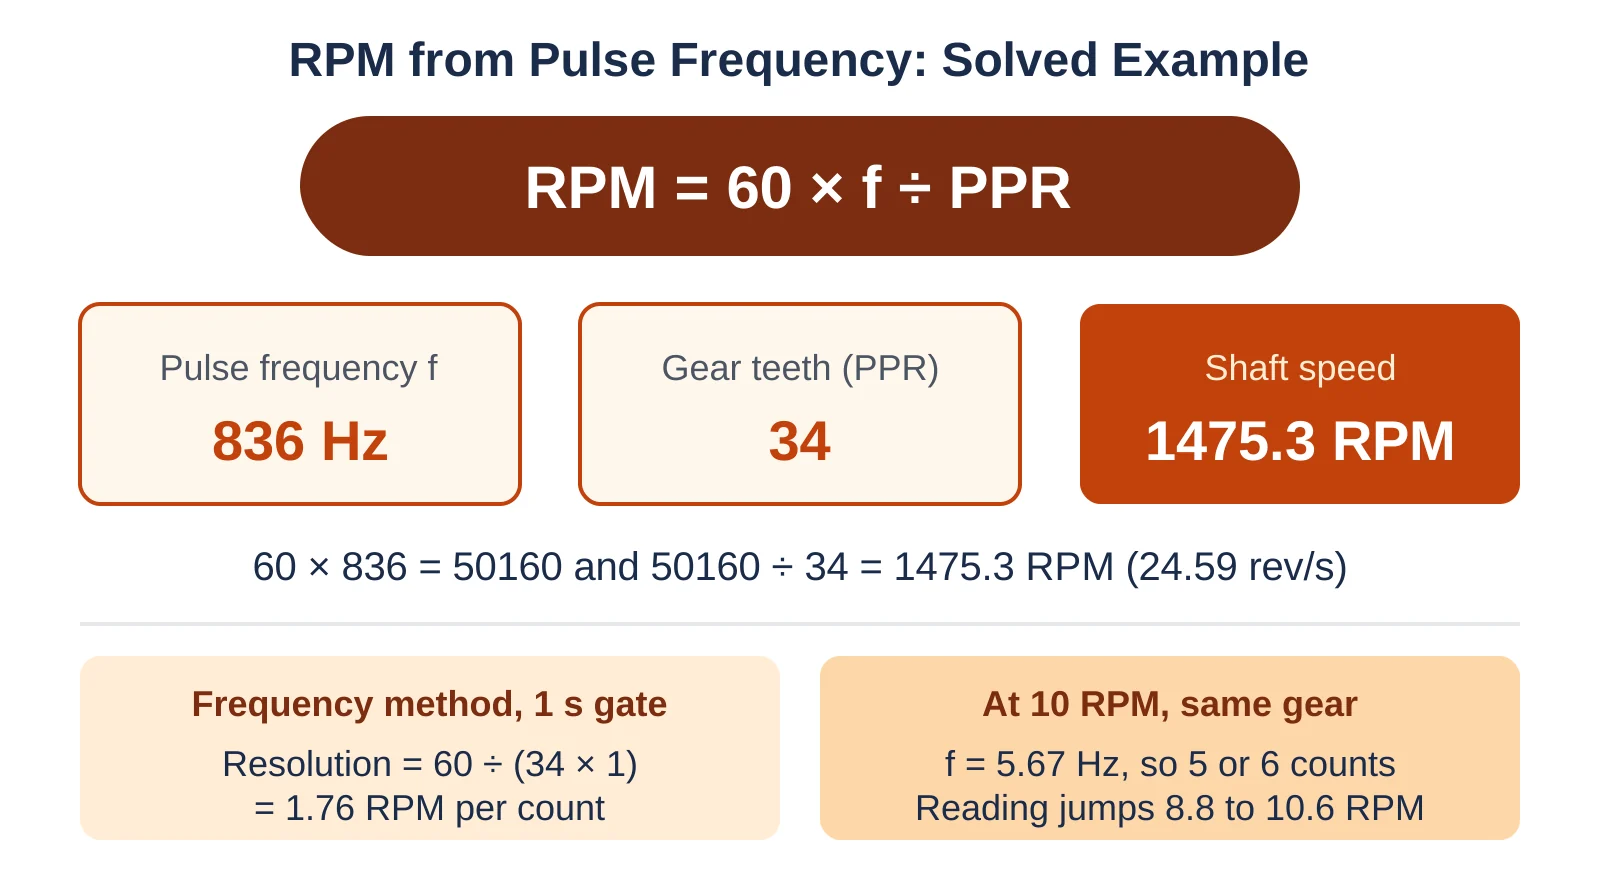 RPM from Pulse Frequency: Solved Example
RPM = 60 × f ÷ PPR
Pulse frequency f
836 Hz
Gear teeth (PPR)
34
Shaft speed
1475.3 RPM
60 × 836 = 50160 and 50160 ÷ 34 = 1475.3 RPM (24.59 rev/s)
Frequency method, 1 s gate
Resolution = 60 ÷ (34 × 1)
= 1.76 RPM per count
At 10 RPM, same gear
f = 5.67 Hz, so 5 or 6 counts
Reading jumps 8.8 to 10.6 RPM